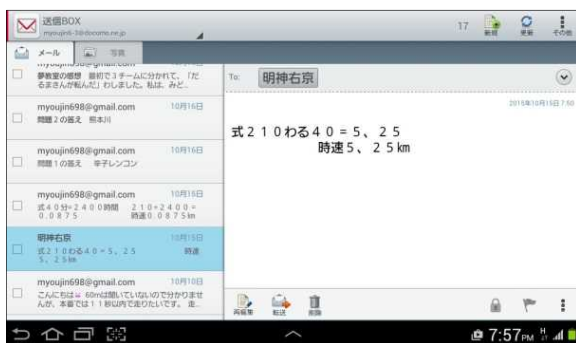 送信BOX
myoujin6-1@docomo.ne.jp
17
新規
更新
その他
メール
写真
夢教室の感想 最初で3チームに分かれて、「だ
るまさんが転んだ」わしました。私は、みど...
myoujin698@gmail.com 10月16日
問題2の答え 熊本川
myoujin698@gmail.com 10月16日
問題1の答え 辛子レンコン
myoujin698@gmail.com 10月15日
式40分=2400時間 210÷2400=
0.0875 時速0.0875km
明神右京 10月15日
式210わる40=5、25 時速
5、25km
myoujin698@gmail.com 10月10日
こんにちは 60mは聞いていないので分かりませ
んが、本番では11秒以内で走りたいです。 走...
To: 明神右京
2015年10月15日 7:50
式210わる40=5、25
時速5、25km
再編集
転送
削除
7:57PM